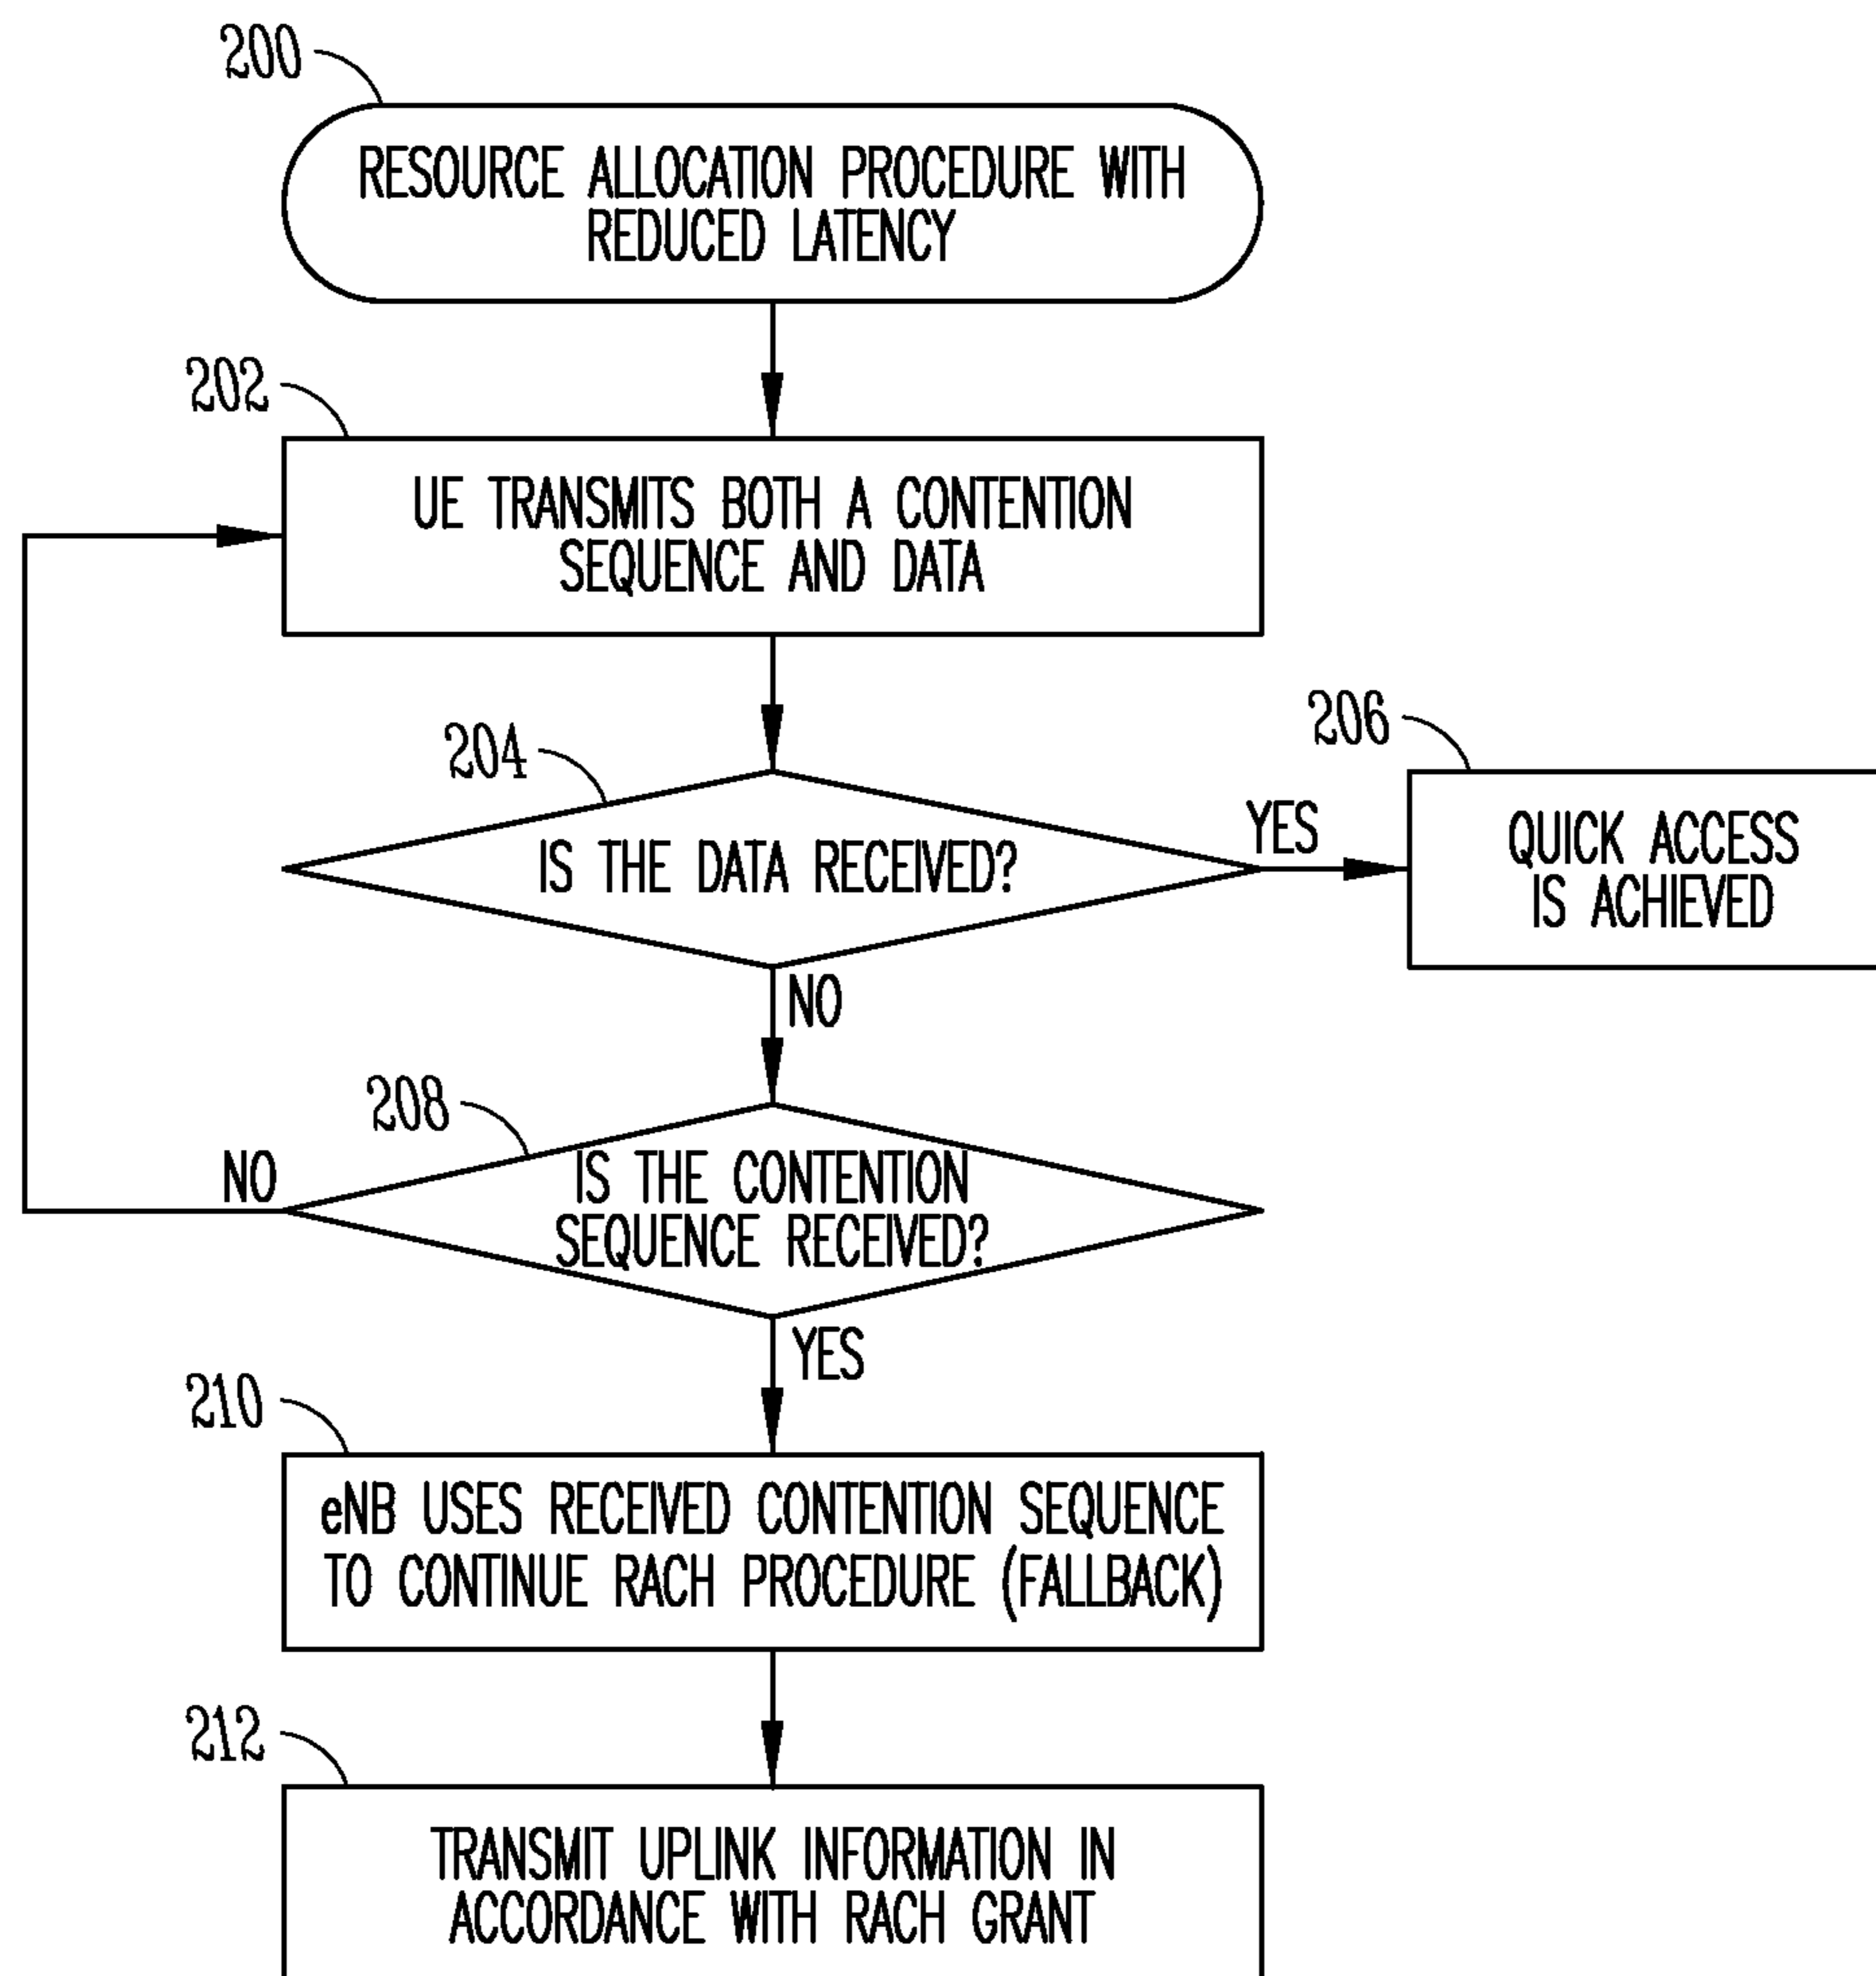 200
RESOURCE ALLOCATION PROCEDURE WITH
REDUCED LATENCY
202
UE TRANSMITS BOTH A CONTENTION
SEQUENCE AND DATA
204
IS THE DATA RECEIVED?
YES
206
QUICK ACCESS
IS ACHIEVED
NO
208
IS THE CONTENTION
SEQUENCE RECEIVED?
NO
YES
210
eNB USES RECEIVED CONTENTION SEQUENCE
TO CONTINUE RACH PROCEDURE (FALLBACK)
212
TRANSMIT UPLINK INFORMATION IN
ACCORDANCE WITH RACH GRANT